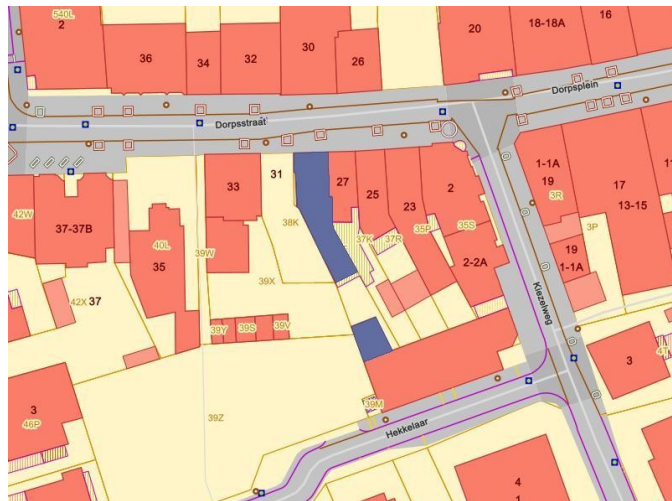 540L
2
36
34
32
30
26
20
18-18A
16
Dorpsstraat
Dorpsplein
33
31
27
25
23
2
1-1A
19
3R
17
13-15
42W
37-37B
40L
35
39W
38K
37K
37R
35P
35S
2-2A
3P
19
1-1A
39X
42X
37
39Y
39S
39V
Kiezelweg
3
3
46P
39Z
39M
Hekkelaar
4